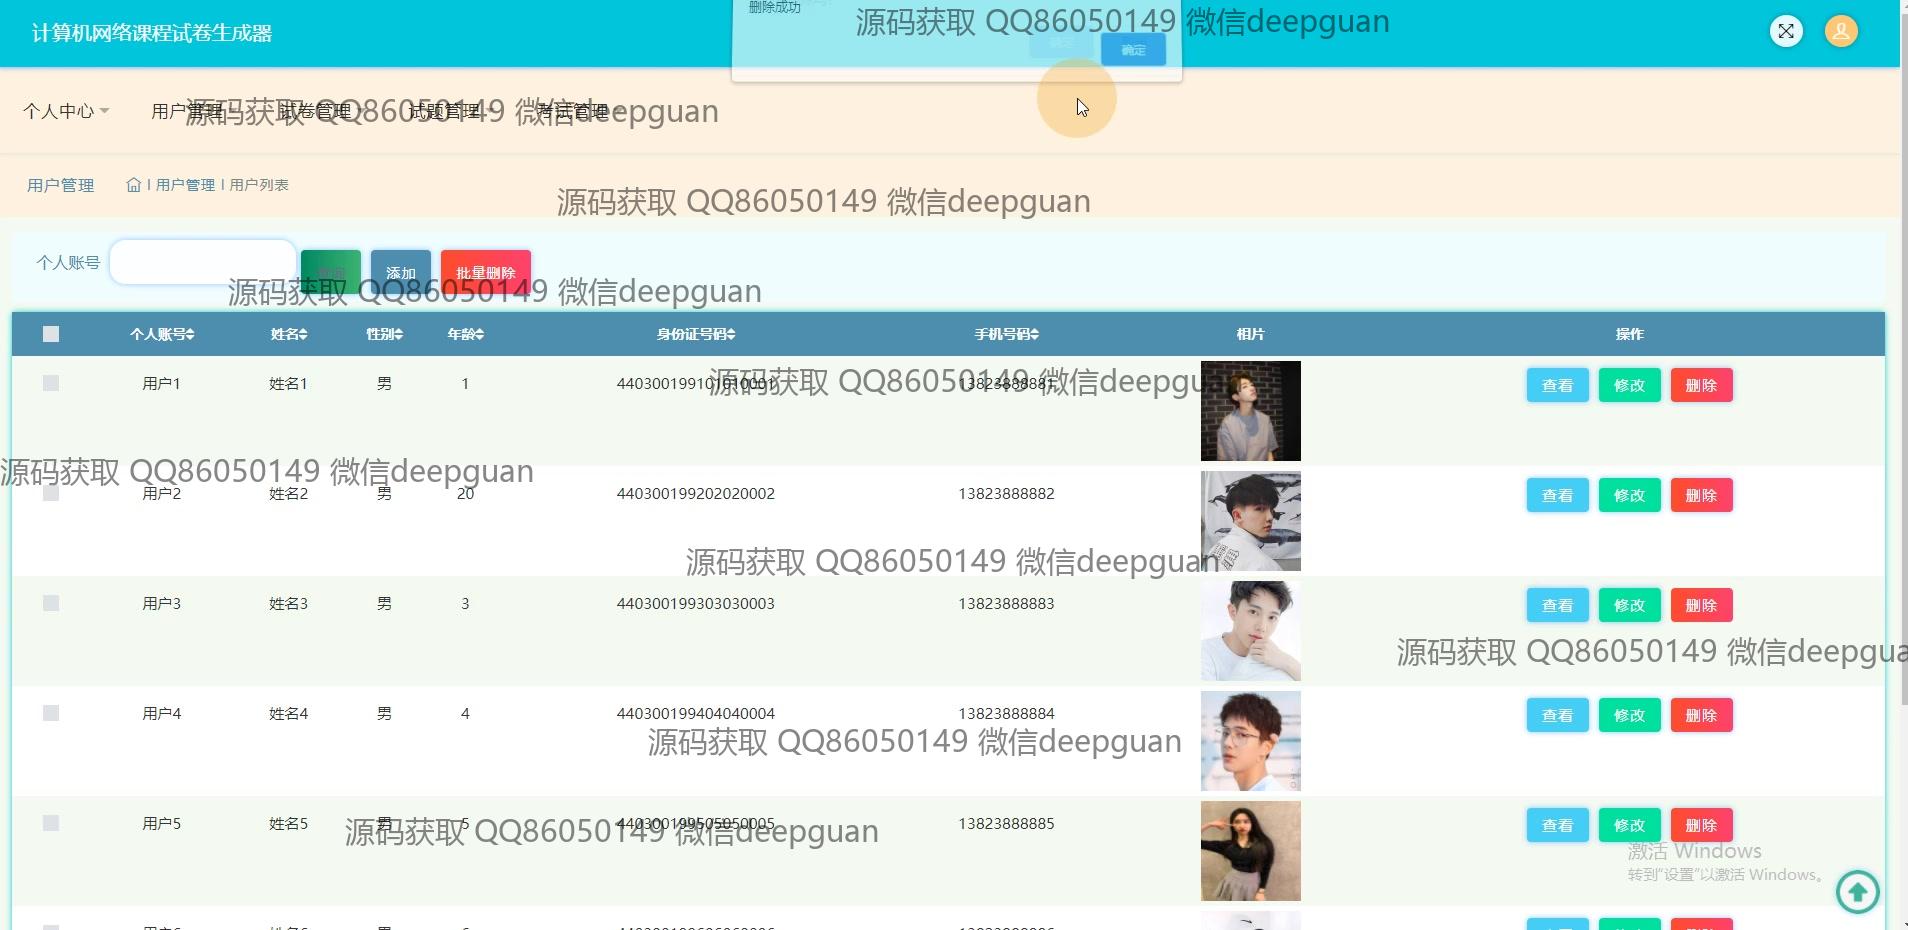 删除成功
确定
源码获取 QQ86050149 微信deepguan
计算机网络课程试卷生成器
个人中心 用户管理 试卷管理 试题管理 考试管理
源码获取 QQ86050149 微信deepguan
用户管理 | 用户管理 | 用户列表
源码获取 QQ86050149 微信deepguan
个人账号 查询 添加 批量删除
源码获取 QQ86050149 微信deepguan
个人账号 姓名 性别 年龄 身份证号码 手机号码 相片 操作
用户1 姓名1 男 1 440300199101010001 13823888881 查看 修改 删除
源码获取 QQ86050149 微信deepgu
源码获取 QQ86050149 微信deepguan
用户2 姓名2 男 20 440300199202020002 13823888882 查看 修改 删除
源码获取 QQ86050149 微信deepguan
用户3 姓名3 男 3 440300199303030003 13823888883 查看 修改 删除
源码获取 QQ86050149 微信deepgua
用户4 姓名4 男 4 440300199404040004 13823888884 查看 修改 删除
源码获取 QQ86050149 微信deepguan
用户5 姓名5 男 5 440300199505050005 13823888885 查看 修改 删除
源码获取 QQ86050149 微信deepguan
激活 Windows
转到“设置”以激活 Windows。